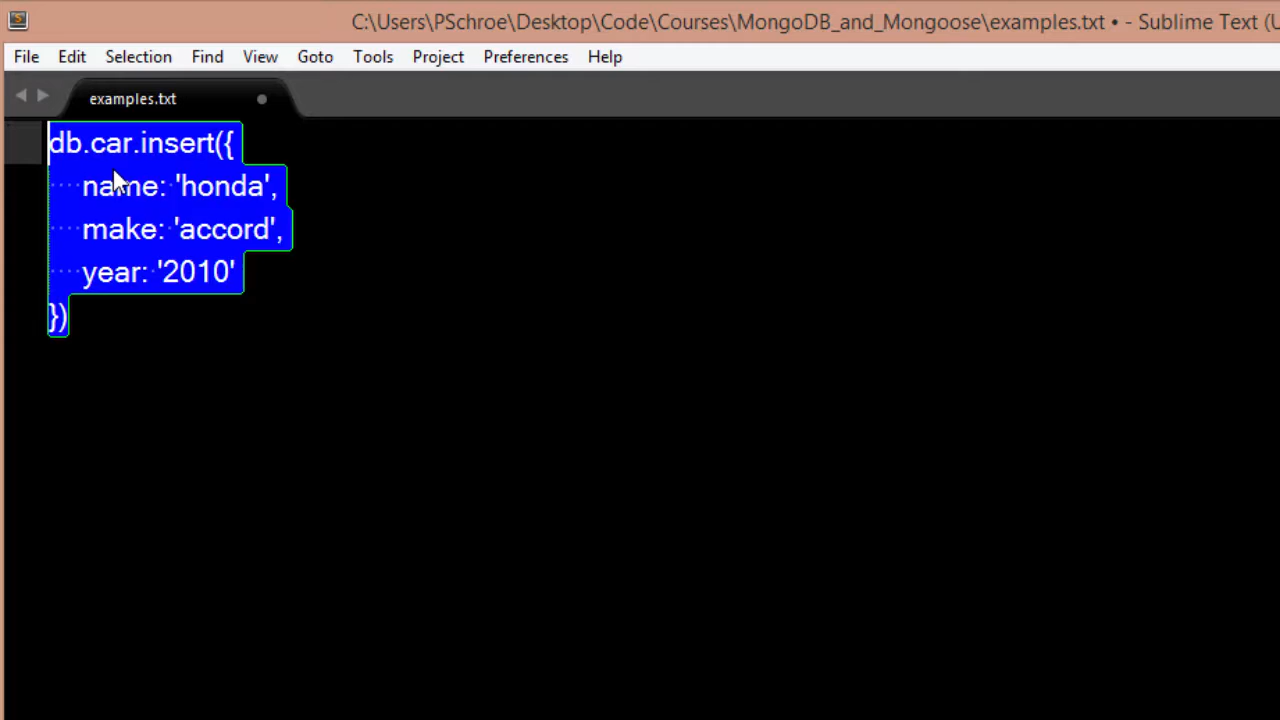 C:\Users\PSchroe\Desktop\Code\Courses\MongoDB_and_Mongoose\examples.txt • - Sublime Text (U
File Edit Selection Find View Goto Tools Project Preferences Help
examples.txt
db.car.insert({
name: 'honda',
make: 'accord',
year: '2010'
})